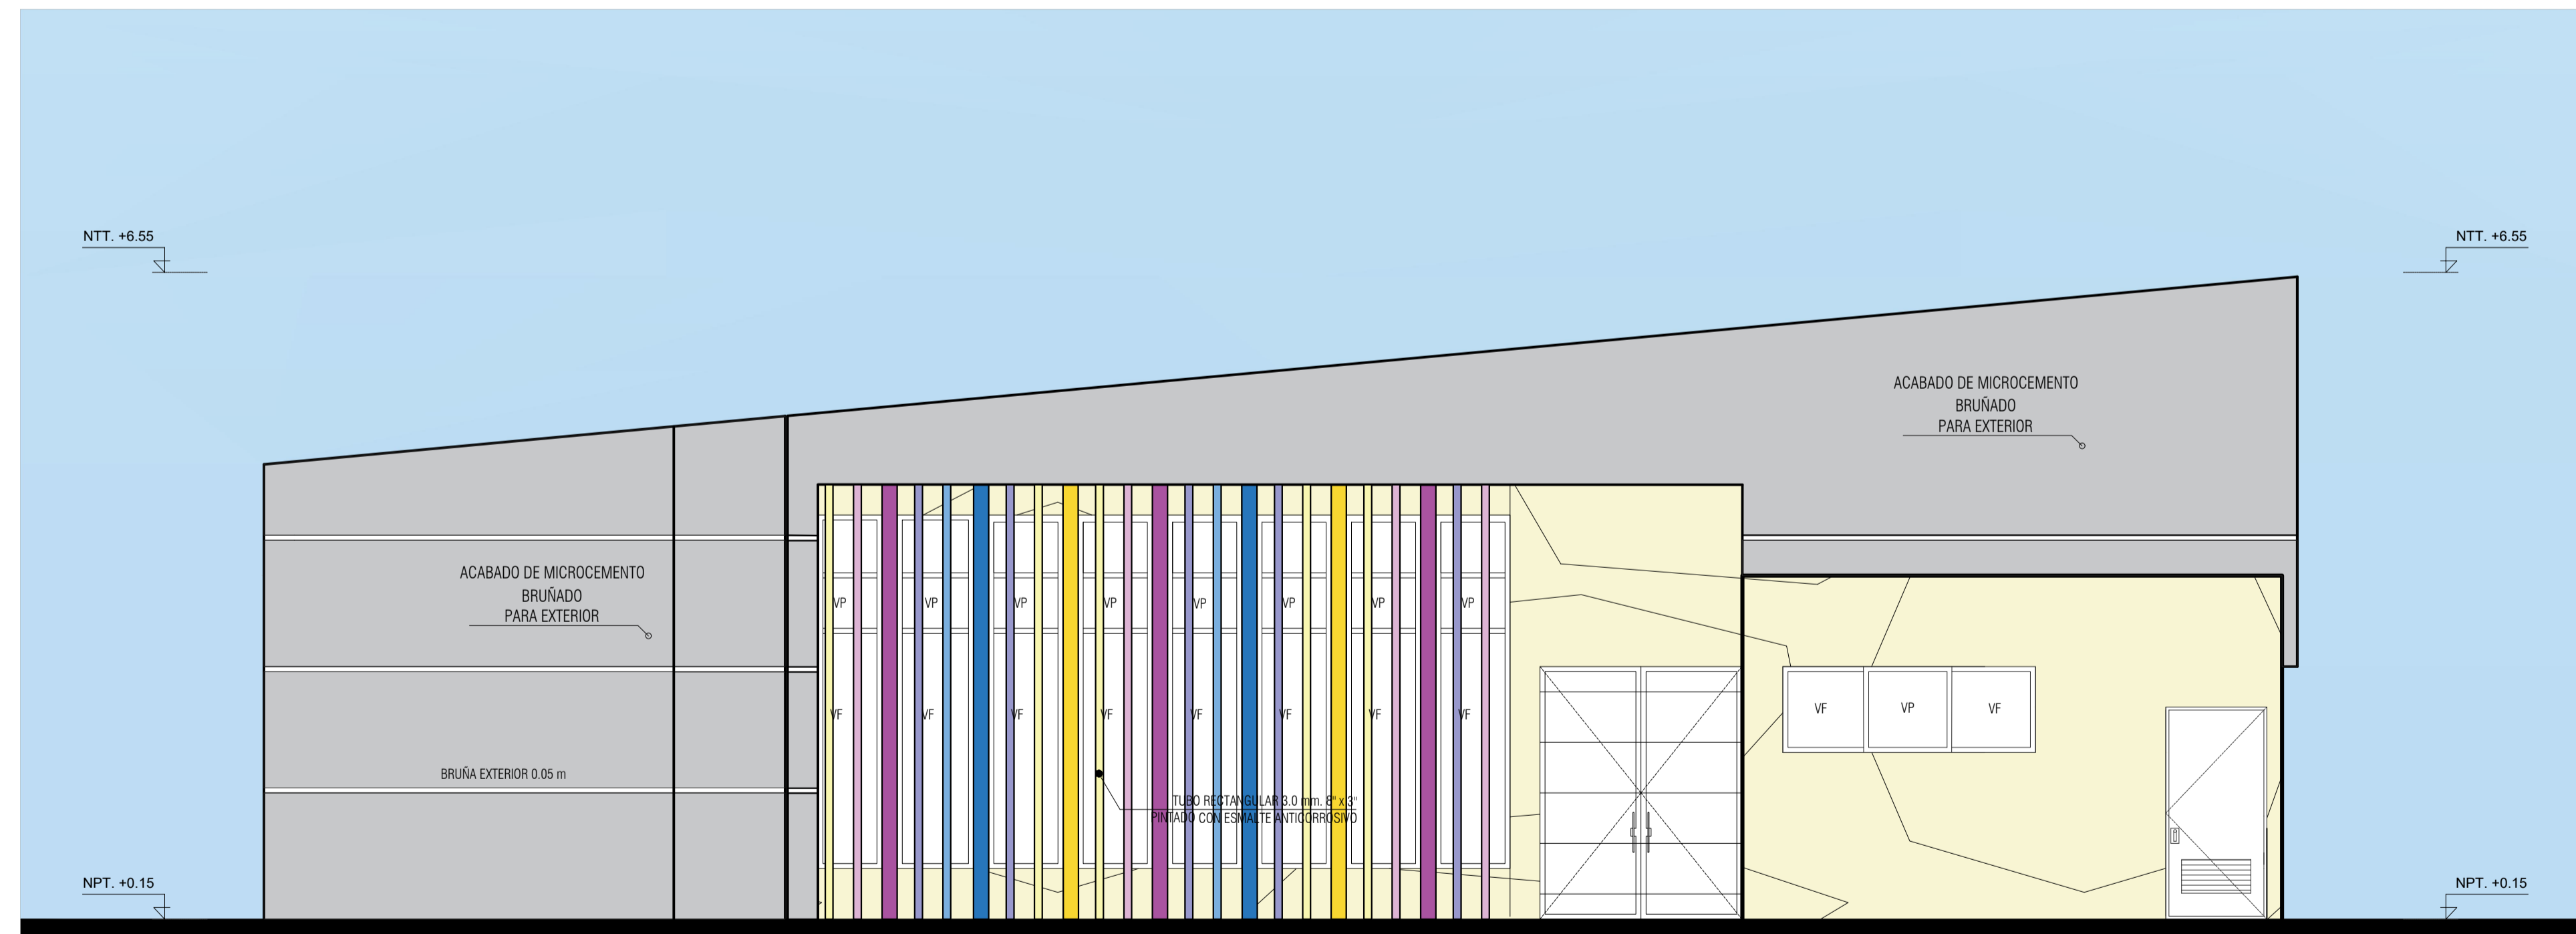 NTT. +6.55
NTT. +6.55
ACABADO DE MICROCEMENTO
BRUÑADO
PARA EXTERIOR
ACABADO DE MICROCEMENTO
BRUÑADO
PARA EXTERIOR
VP VP VP VP VP VP VP VP
VF VF VF VF VF VF VF VF
VF VP VF
BRUÑA EXTERIOR 0.05 m
TUBO RECTANGULAR 3.0 mm. 8" x 3"
PINTADO CON ESMALTE ANTICORROSIVO
NPT. +0.15
NPT. +0.15